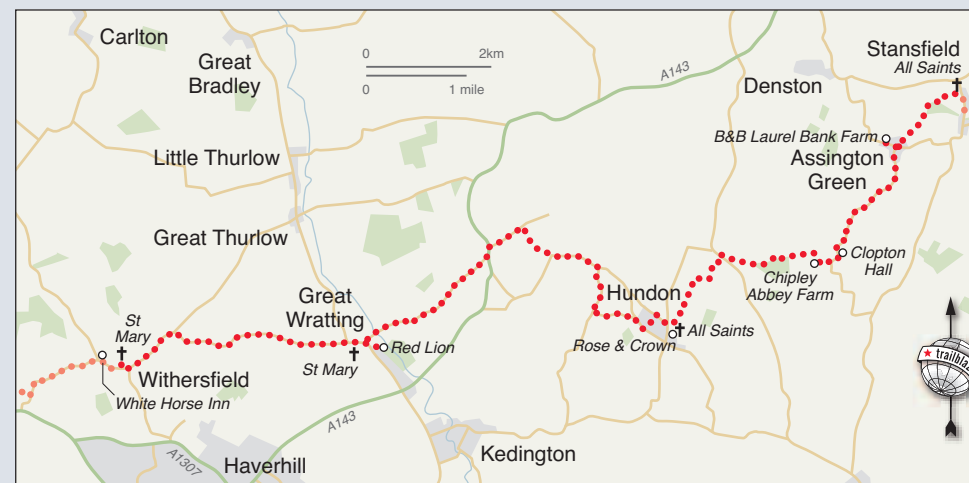 Carlton
Great
Bradley
0
2km
0
1 mile
A143
Stansfield
All Saints
Denston
B&B Laurel Bank Farm
Assington
Green
Little Thurlow
Great Thurlow
Clopton
Hall
Chipley
Abbey Farm
Great
Wratting
Hundon
All Saints
Rose & Crown
Red Lion
St Mary
St
Mary
Withersfield
White Horse Inn
A143
A1307
Haverhill
Kedington